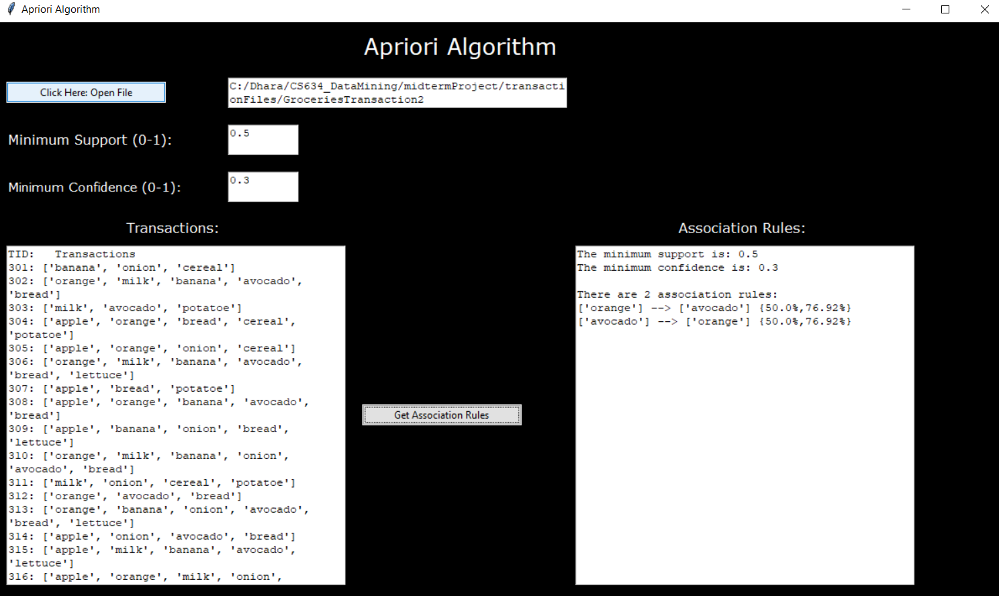 Apriori Algorithm
Apriori Algorithm
Click Here: Open File
C:/Dhara/CS634_DataMining/midtermProject/transacti
onFiles/GroceriesTransaction2
Minimum Support (0-1):
0.5
Minimum Confidence (0-1):
0.3
Transactions:
TID:   Transactions
301: ['banana', 'onion', 'cereal']
302: ['orange', 'milk', 'banana', 'avocado',
'bread']
303: ['milk', 'avocado', 'potatoe']
304: ['apple', 'orange', 'bread', 'cereal',
'potatoe']
305: ['apple', 'orange', 'onion', 'cereal']
306: ['orange', 'milk', 'banana', 'avocado',
'bread', 'lettuce']
307: ['apple', 'bread', 'potatoe']
308: ['apple', 'orange', 'banana', 'avocado',
'bread']
309: ['apple', 'banana', 'onion', 'bread',
'lettuce']
310: ['orange', 'milk', 'banana', 'onion',
'avocado', 'bread']
311: ['milk', 'onion', 'cereal', 'potatoe']
312: ['orange', 'avocado', 'bread']
313: ['orange', 'banana', 'onion', 'avocado',
'bread', 'lettuce']
314: ['apple', 'onion', 'avocado', 'bread']
315: ['apple', 'milk', 'banana', 'avocado',
'lettuce']
316: ['apple', 'orange', 'milk', 'onion',
Get Association Rules
Association Rules:
The minimum support is: 0.5
The minimum confidence is: 0.3
There are 2 association rules:
['orange'] --> ['avocado'] {50.0%,76.92%}
['avocado'] --> ['orange'] {50.0%,76.92%}